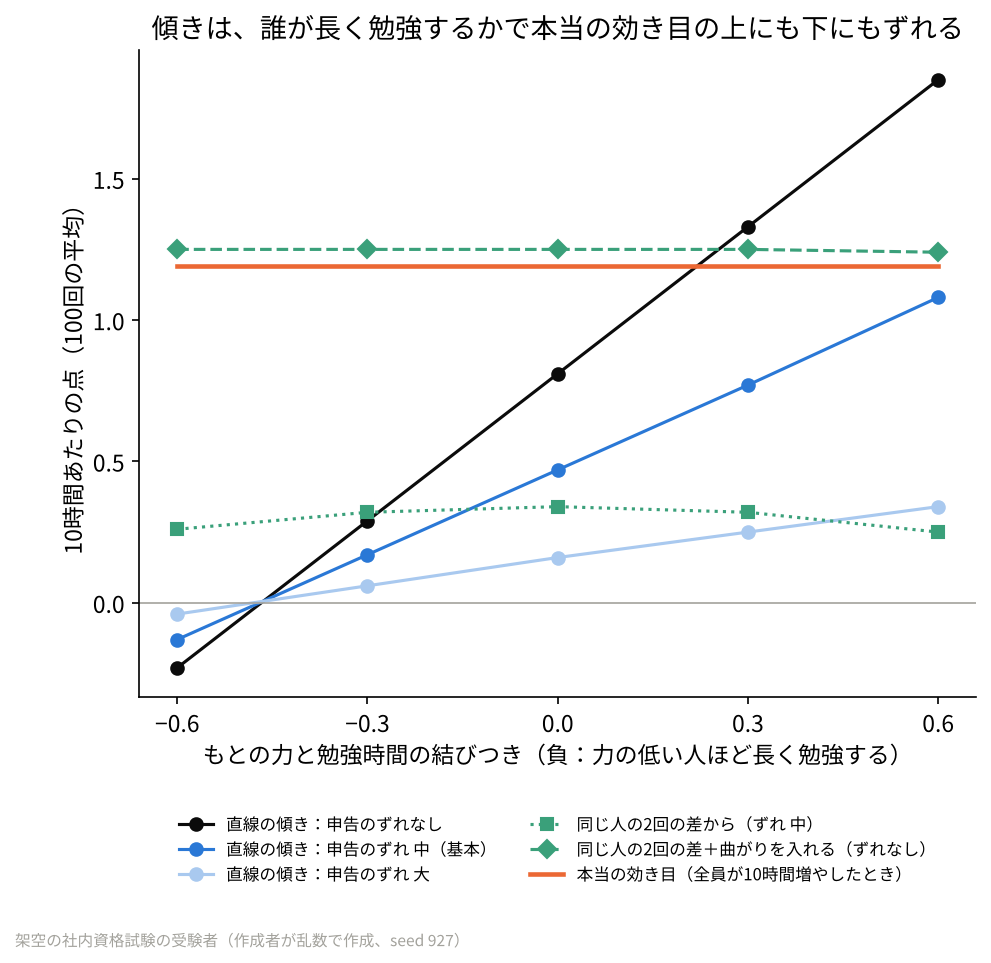 傾きは、誰が長く勉強するかで本当の効き目の上にも下にもずれる
10時間あたりの点（100回の平均）
1.5
1.0
0.5
0.0
−0.6
−0.3
0.0
0.3
0.6
もとの力と勉強時間の結びつき（負：力の低い人ほど長く勉強する）
直線の傾き：申告のずれなし
直線の傾き：申告のずれ 中（基本）
直線の傾き：申告のずれ 大
同じ人の2回の差から（ずれ 中）
同じ人の2回の差＋曲がりを入れる（ずれなし）
本当の効き目（全員が10時間増やしたとき）
架空の社内資格試験の受験者（作成者が乱数で作成、seed 927）